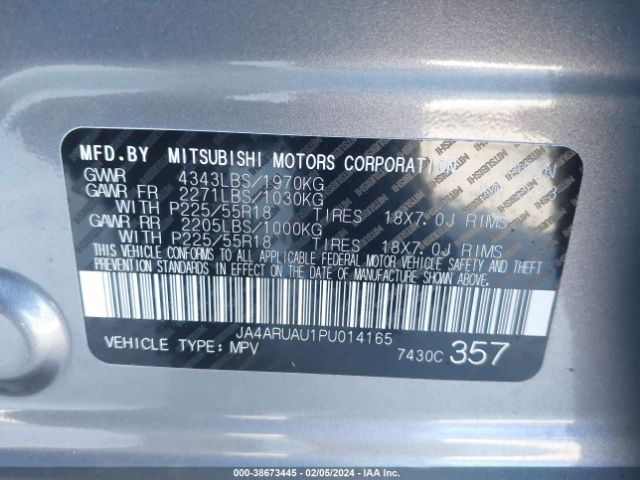 MFD.BY MITSUBISHI MOTORS CORPORATION
GVWR 4343LBS/1970KG
GAWR FR 2271LBS/1030KG
WITH P225/55R18 TIRES 18X7.0J RIMS
GAWR RR 2205LBS/1000KG
WITH P225/55R18 TIRES 18X7.0J RIMS
THIS VEHICLE CONFORMS TO ALL APPLICABLE FEDERAL MOTOR VEHICLE SAFETY AND THEFT
PREVENTION STANDARDS IN EFFECT ON THE DATE OF MANUFACTURE SHOWN ABOVE.
JA4ARUAU1PU014165
VEHICLE TYPE: MPV 7430C 357
000-38673445 - 02/05/2024 - IAA Inc.